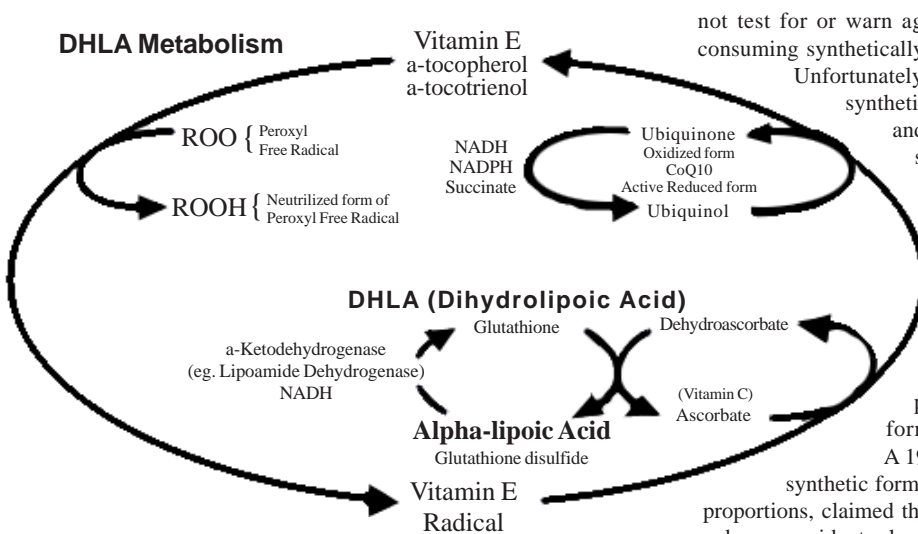 DHLA Metabolism
Vitamin E
a-tocopherol
a-tocotrienol
ROO { Peroxyl
Free Radical
ROOH { Neutrilized form of
Peroxyl Free Radical
NADH
NADPH
Succinate
Ubiquinone
Oxidized form
CoQ10
Active Reduced form
Ubiquinol
DHLA (Dihydrolipoic Acid)
Glutathione
Dehydroascorbate
a-Ketodehydrogenase
(eg. Lipoamide Dehydrogenase)
NADH
(Vitamin C)
Ascorbate
Alpha-lipoic Acid
Glutathione disulfide
Vitamin E
Radical
not test for or warn ag
consuming synthetically
Unfortunately
syntheti
and
s
p
form
A 19
synthetic form
proportions, claimed th